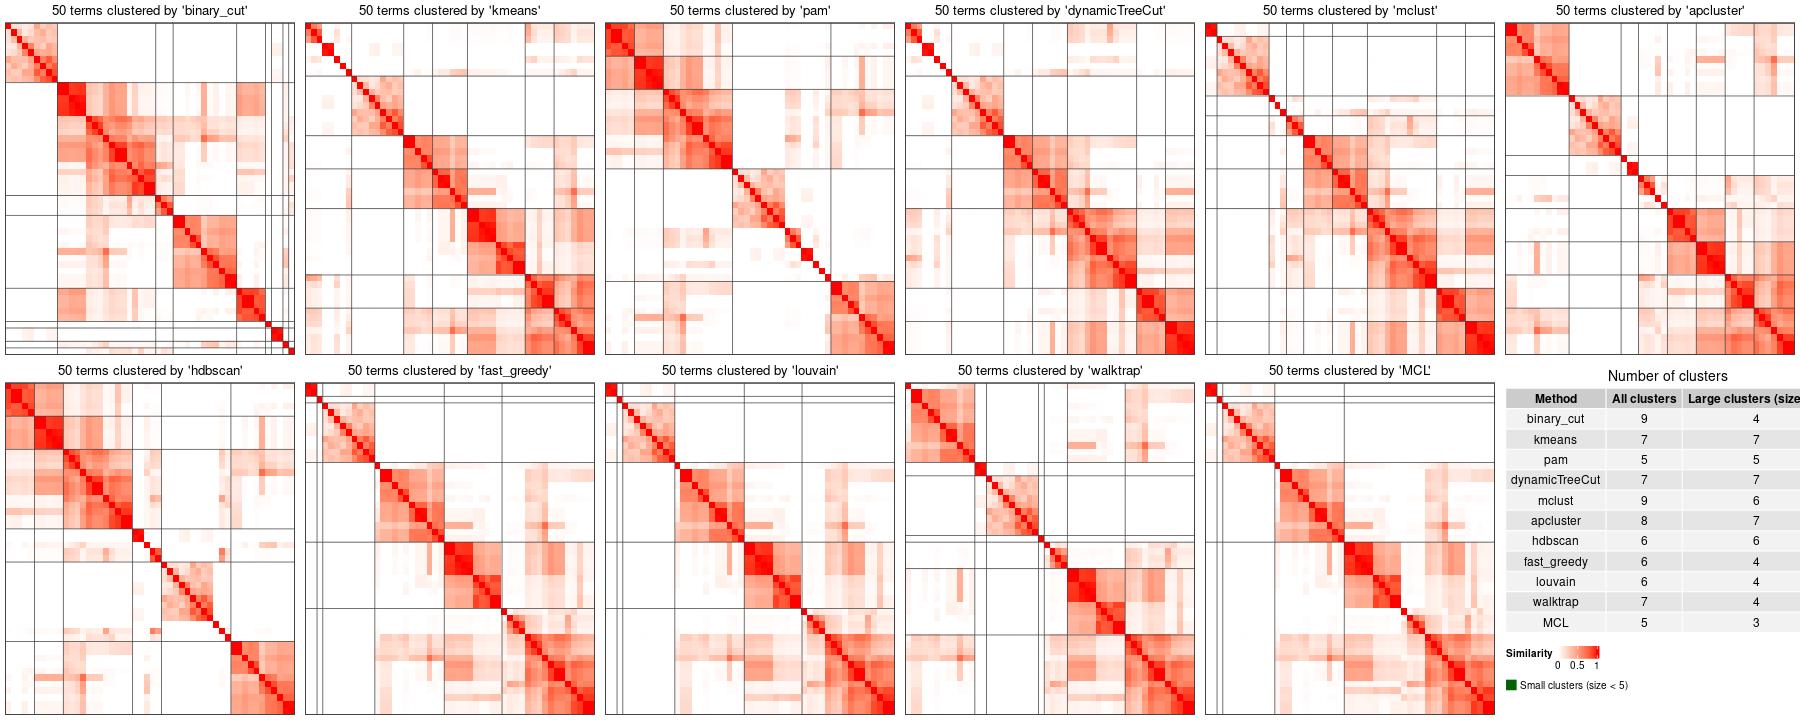 50 terms clustered by 'binary_cut'
50 terms clustered by 'kmeans'
50 terms clustered by 'pam'
50 terms clustered by 'dynamicTreeCut'
50 terms clustered by 'mclust'
50 terms clustered by 'apcluster'
50 terms clustered by 'hdbscan'
50 terms clustered by 'fast_greedy'
50 terms clustered by 'louvain'
50 terms clustered by 'walktrap'
50 terms clustered by 'MCL'
Number of clusters
Method All clusters Large clusters (size
binary_cut 9 4
kmeans 7 7
pam 5 5
dynamicTreeCut 7 7
mclust 9 6
apcluster 8 7
hdbscan 6 6
fast_greedy 6 4
louvain 6 4
walktrap 7 4
MCL 5 3
Similarity
0 0.5 1
Small clusters (size < 5)